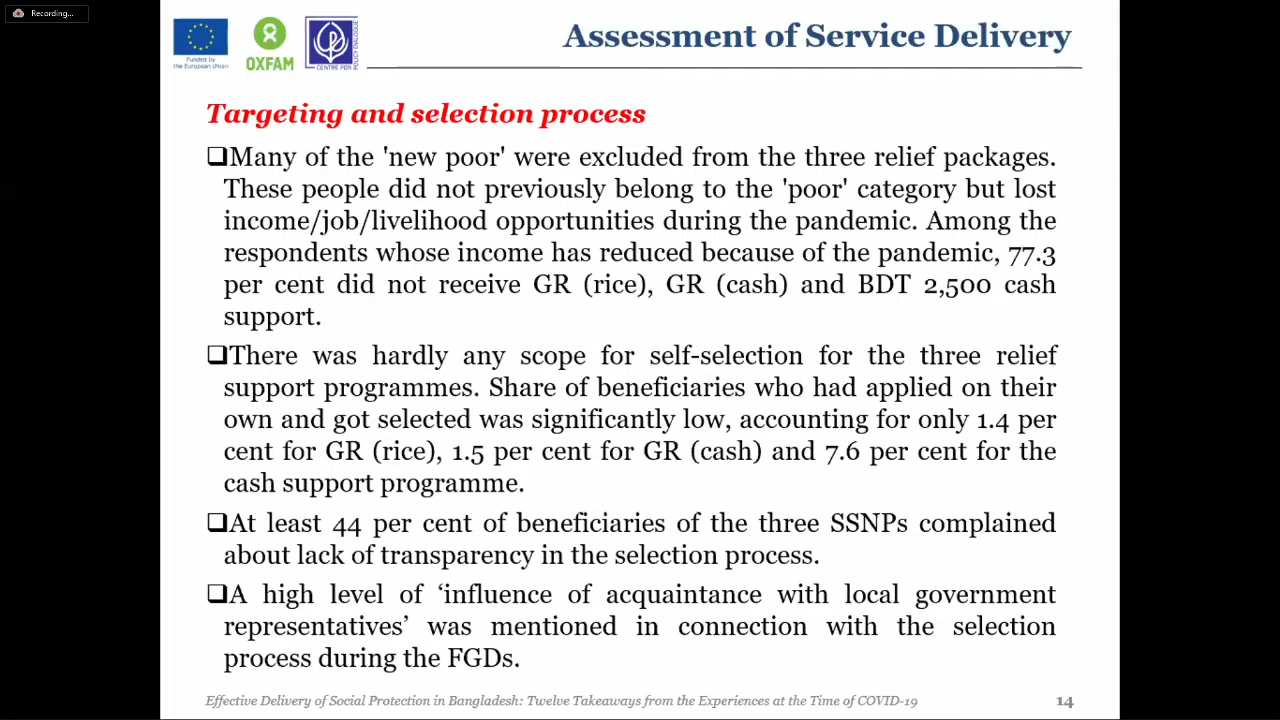 Recording...
Funded by
the European Union
OXFAM
CENTRE FOR
POLICY DIALOGUE
Assessment of Service Delivery
Targeting and selection process
❑Many of the 'new poor' were excluded from the three relief packages.
These people did not previously belong to the 'poor' category but lost
income/job/livelihood opportunities during the pandemic. Among the
respondents whose income has reduced because of the pandemic, 77.3
per cent did not receive GR (rice), GR (cash) and BDT 2,500 cash
support.
❑There was hardly any scope for self-selection for the three relief
support programmes. Share of beneficiaries who had applied on their
own and got selected was significantly low, accounting for only 1.4 per
cent for GR (rice), 1.5 per cent for GR (cash) and 7.6 per cent for the
cash support programme.
❑At least 44 per cent of beneficiaries of the three SSNPs complained
about lack of transparency in the selection process.
❑A high level of ‘influence of acquaintance with local government
representatives’ was mentioned in connection with the selection
process during the FGDs.
Effective Delivery of Social Protection in Bangladesh: Twelve Takeaways from the Experiences at the Time of COVID-19
14